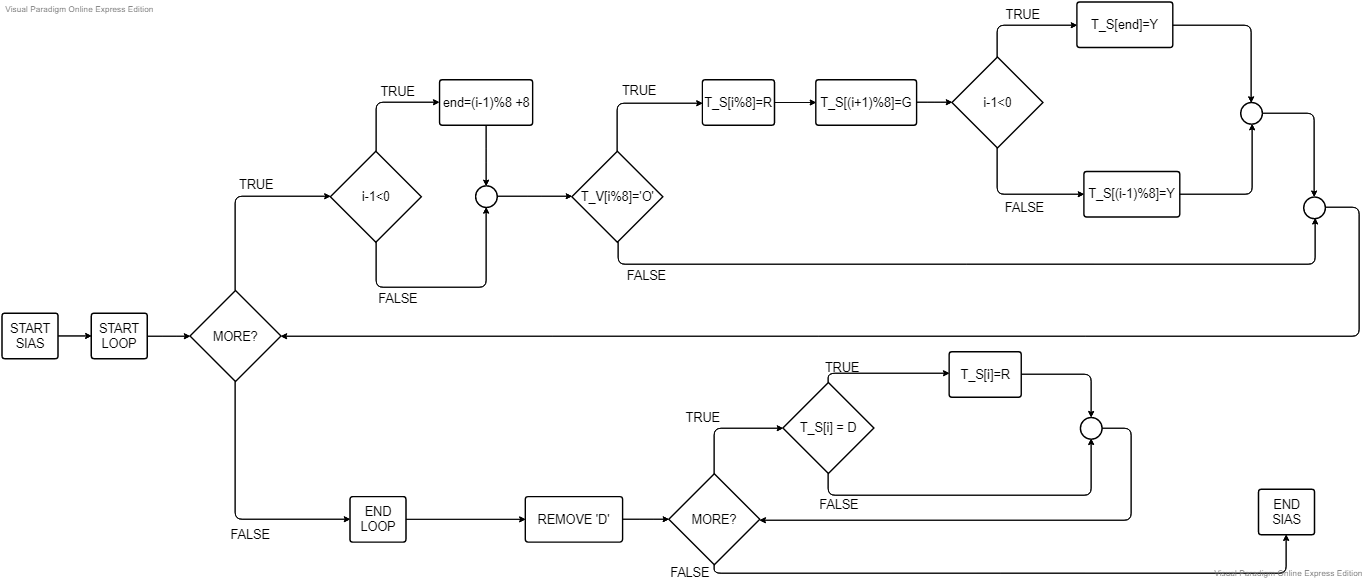 Visual Paradigm Online Express Edition
TRUE
T_S[end]=Y
TRUE
end=(i-1)%8 +8
TRUE
T_S[i%8]=R
T_S[(i+1)%8]=G
i-1<0
TRUE
i-1<0
T_V[i%8]='O'
T_S[(i-1)%8]=Y
FALSE
FALSE
FALSE
START
SIAS
START
LOOP
MORE?
TRUE
T_S[i]=R
TRUE
T_S[i] = D
FALSE
FALSE
END
LOOP
REMOVE 'D'
MORE?
END
SIAS
FALSE
Visual Paradigm Online Express Edition